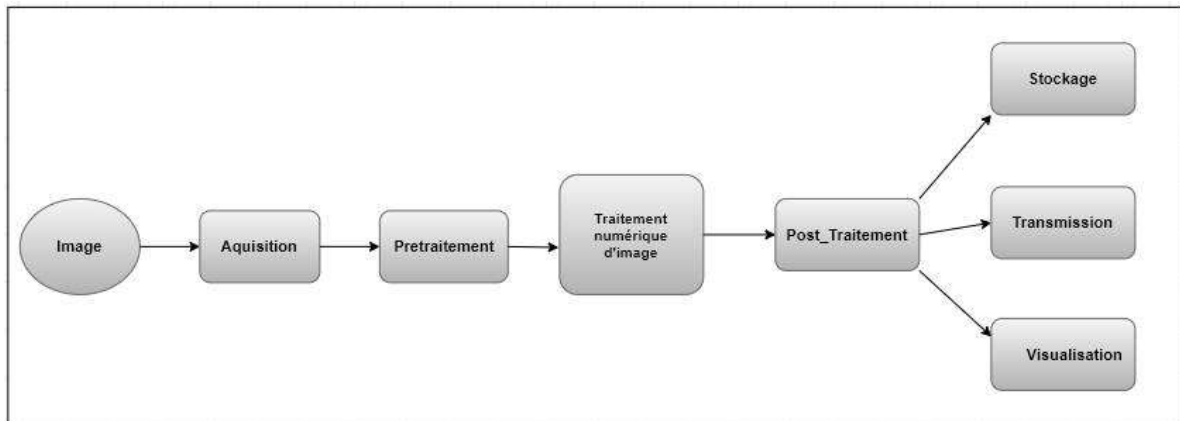 Image
Aquisition
Pretraitement
Traitement
numérique
d'image
Post_Traitement
Stockage
Transmission
Visualisation